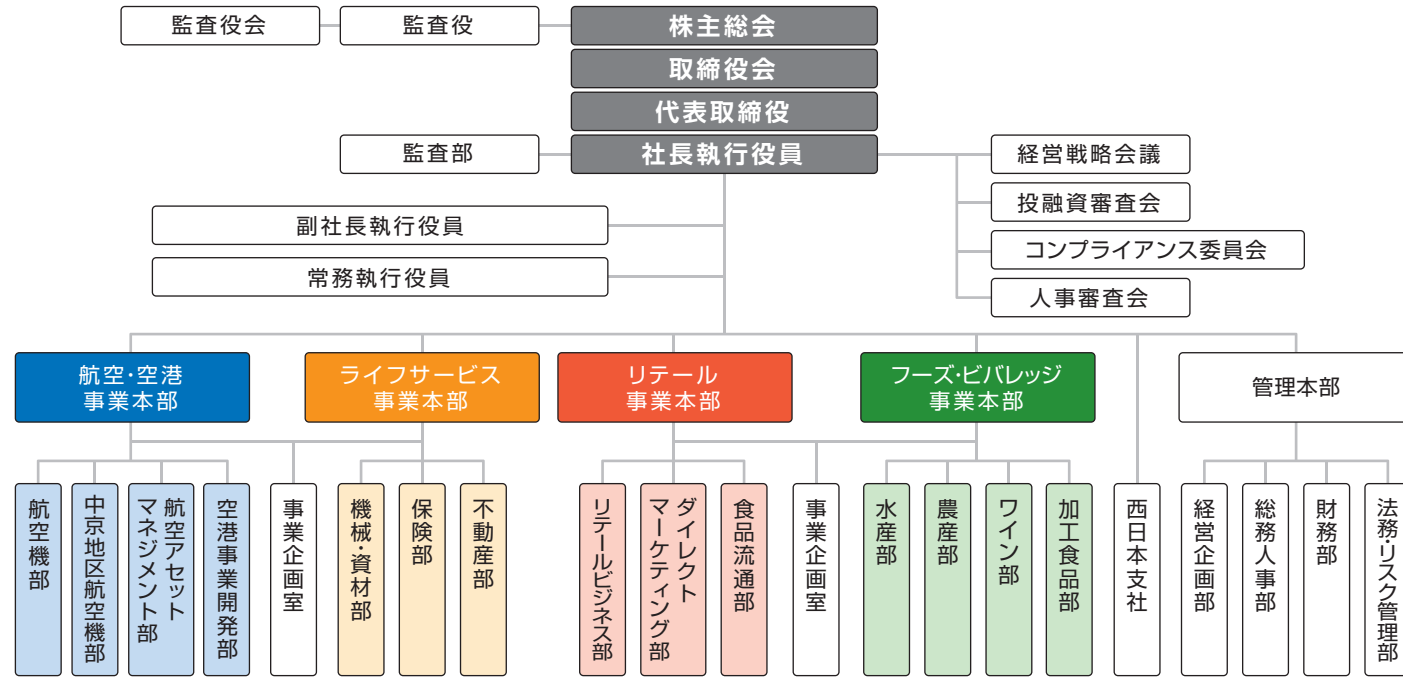 監査役会
監査役
株主総会
取締役会
代表取締役
監査部
社長執行役員
経営戦略会議
投融資審査会
副社長執行役員
コンプライアンス委員会
常務執行役員
人事審査会
航空・空港
事業本部
ライフサービス
事業本部
リテール
事業本部
フーズ・ビバレッジ
事業本部
管理本部
航空機部
中京地区航空機部
航空アセット
マネジメント部
空港事業開発部
事業企画室
機械・資材部
保険部
不動産部
リテールビジネス部
ダイレクト
マーケティング部
食品流通部
事業企画室
水産部
農産部
ワイン部
加工食品部
西日本支社
経営企画部
総務人事部
財務部
法務・リスク管理部